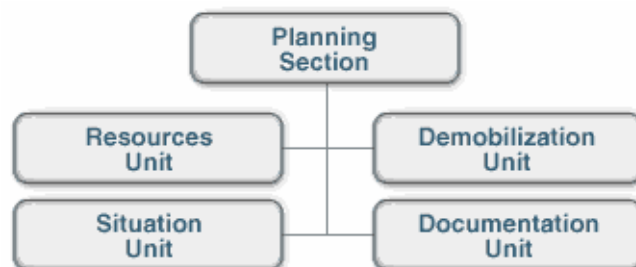 Planning
Section
Resources
Unit
Demobilization
Unit
Situation
Unit
Documentation
Unit